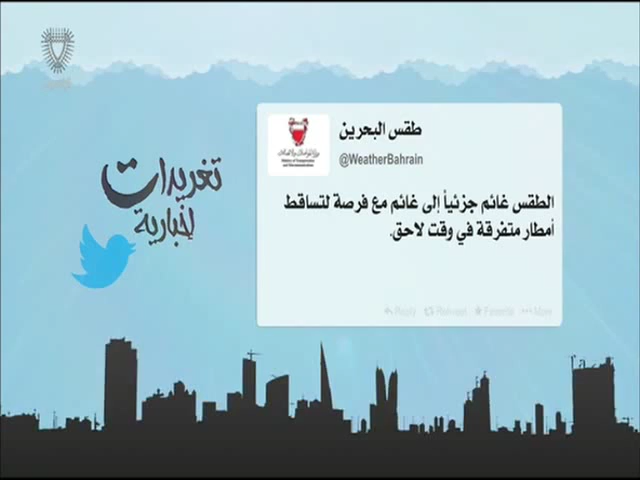 تغريدات
إخبارية
طقس البحرين
@WeatherBahrain
الطقس غائم جزئياً إلى غائم مع فرصة لتساقط
أمطار متفرقة في وقت لاحق.
Reply Retweet Favorite More